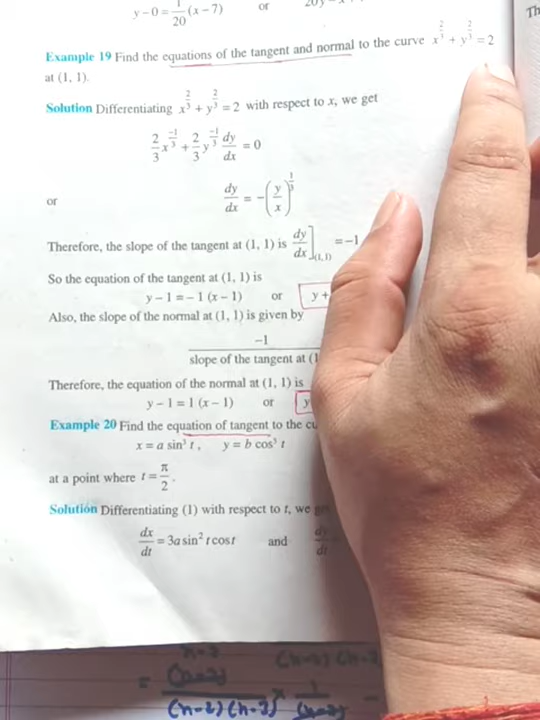 y−0 = 1/20 (x−7) or
Th
Example 19 Find the equations of the tangent and normal to the curve x^(2/3) + y^(2/3) = 2
at (1, 1).
Solution Differentiating x^(2/3) + y^(2/3) = 2 with respect to x, we get
2/3 x^(−1/3) + 2/3 y^(−1/3) dy/dx = 0
or dy/dx = −(y/x)^(1/3)
Therefore, the slope of the tangent at (1, 1) is dy/dx](1,1) = −1
So the equation of the tangent at (1, 1) is
y − 1 = − 1 (x − 1) or y +
Also, the slope of the normal at (1, 1) is given by
−1
slope of the tangent at (1
Therefore, the equation of the normal at (1, 1) is
y − 1 = 1 (x − 1) or y
Example 20 Find the equation of tangent to the
x = a sin³ t , y = b cos³ t
at a point where t = π/2 .
Solution Differentiating (1) with respect to t, we
dx/dt = 3a sin² t cos t and dy/dt
(n−2)(n−3)